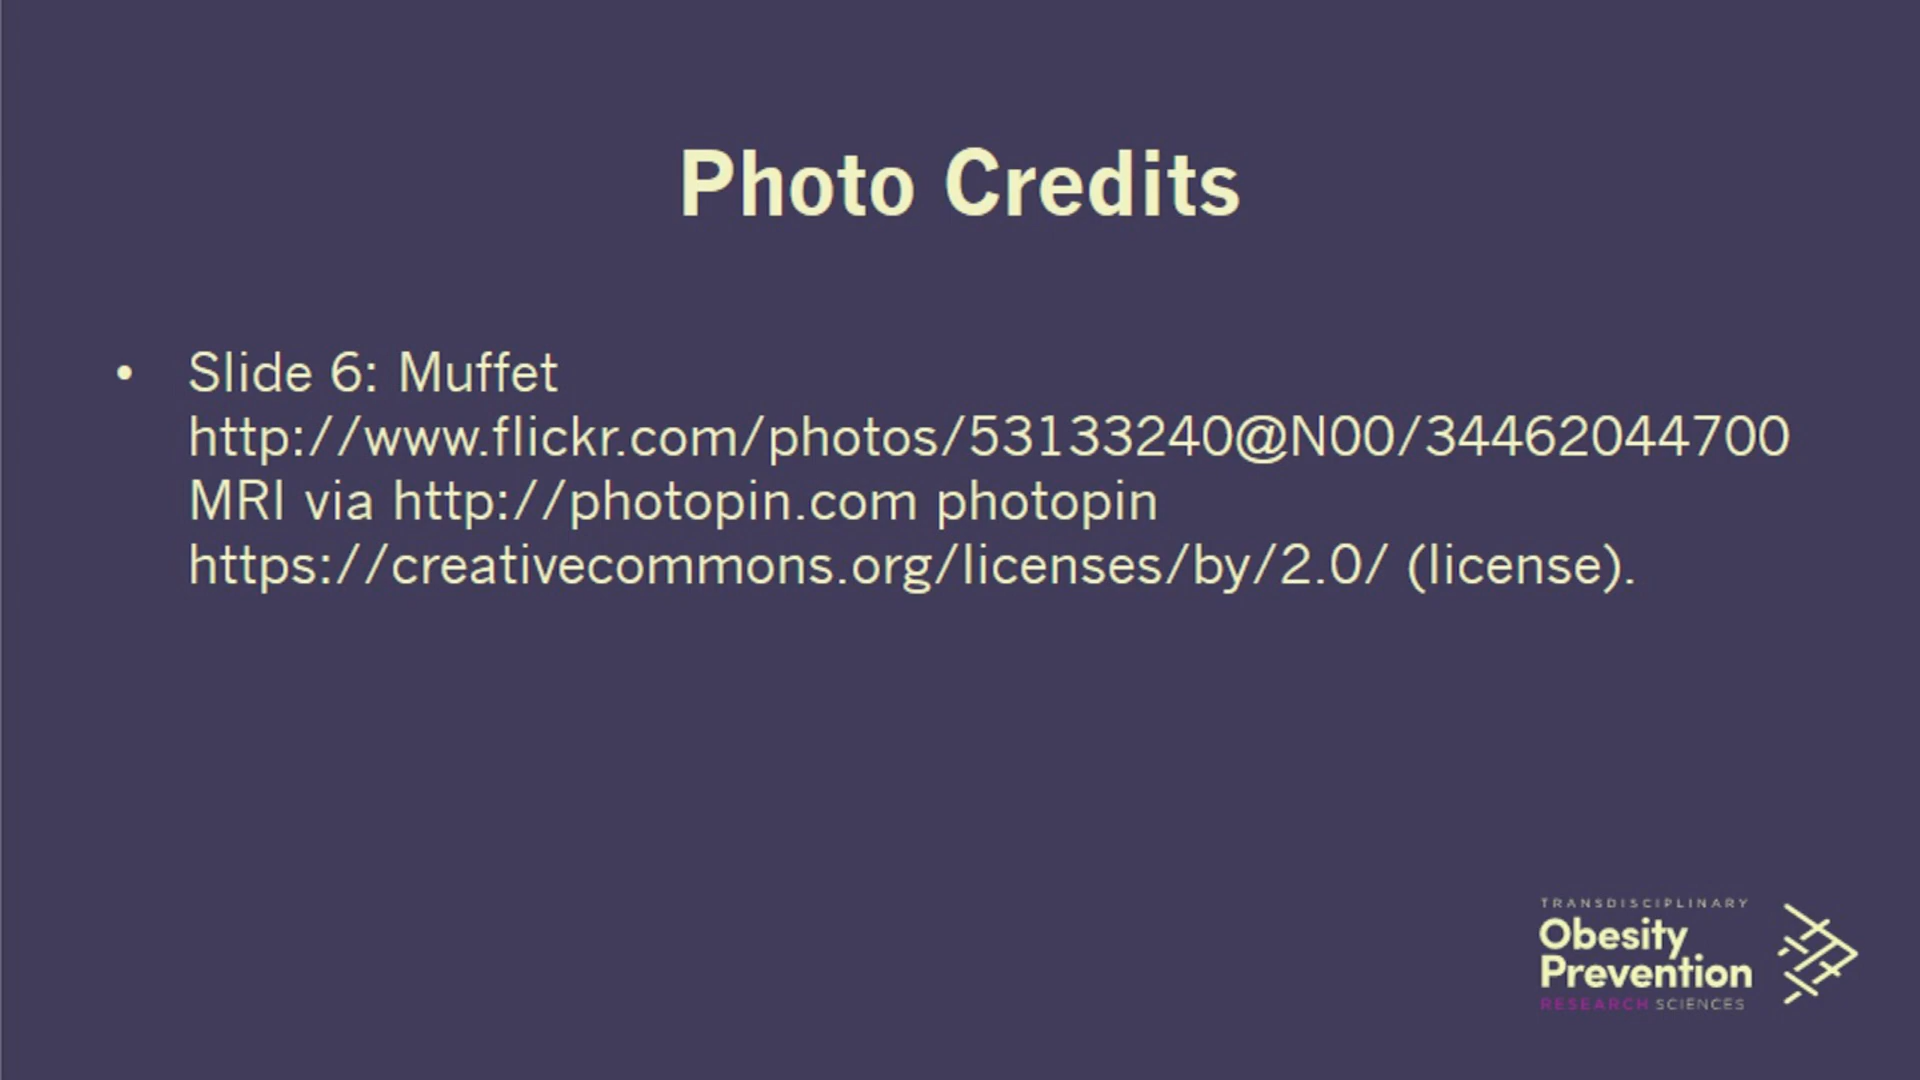 Photo Credits
• Slide 6: Muffet
http://www.flickr.com/photos/53133240@N00/34462044700
MRI via http://photopin.com photopin
https://creativecommons.org/licenses/by/2.0/ (license).
TRANSDISCIPLINARY
Obesity
Prevention
RESEARCH SCIENCES